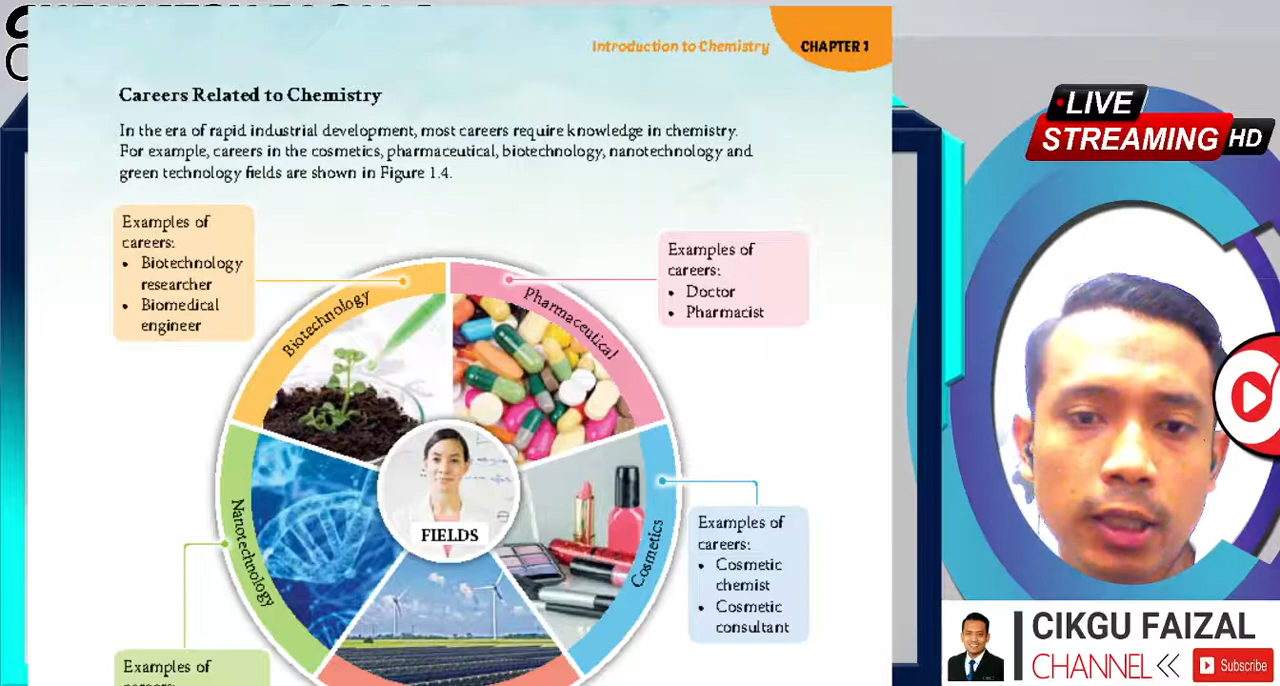 Introduction to Chemistry
CHAPTER 1
Careers Related to Chemistry
In the era of rapid industrial development, most careers require knowledge in chemistry.
For example, careers in the cosmetics, pharmaceutical, biotechnology, nanotechnology and
green technology fields are shown in Figure 1.4.
Examples of
careers:
• Biotechnology
researcher
• Biomedical
engineer
Examples of
careers:
• Doctor
• Pharmacist
Biotechnology
Pharmaceutical
Nanotechnology
FIELDS
Cosmetics
Examples of
careers:
• Cosmetic
chemist
• Cosmetic
consultant
Examples of
LIVE
STREAMING HD
CIKGU FAIZAL
CHANNEL
Subscribe